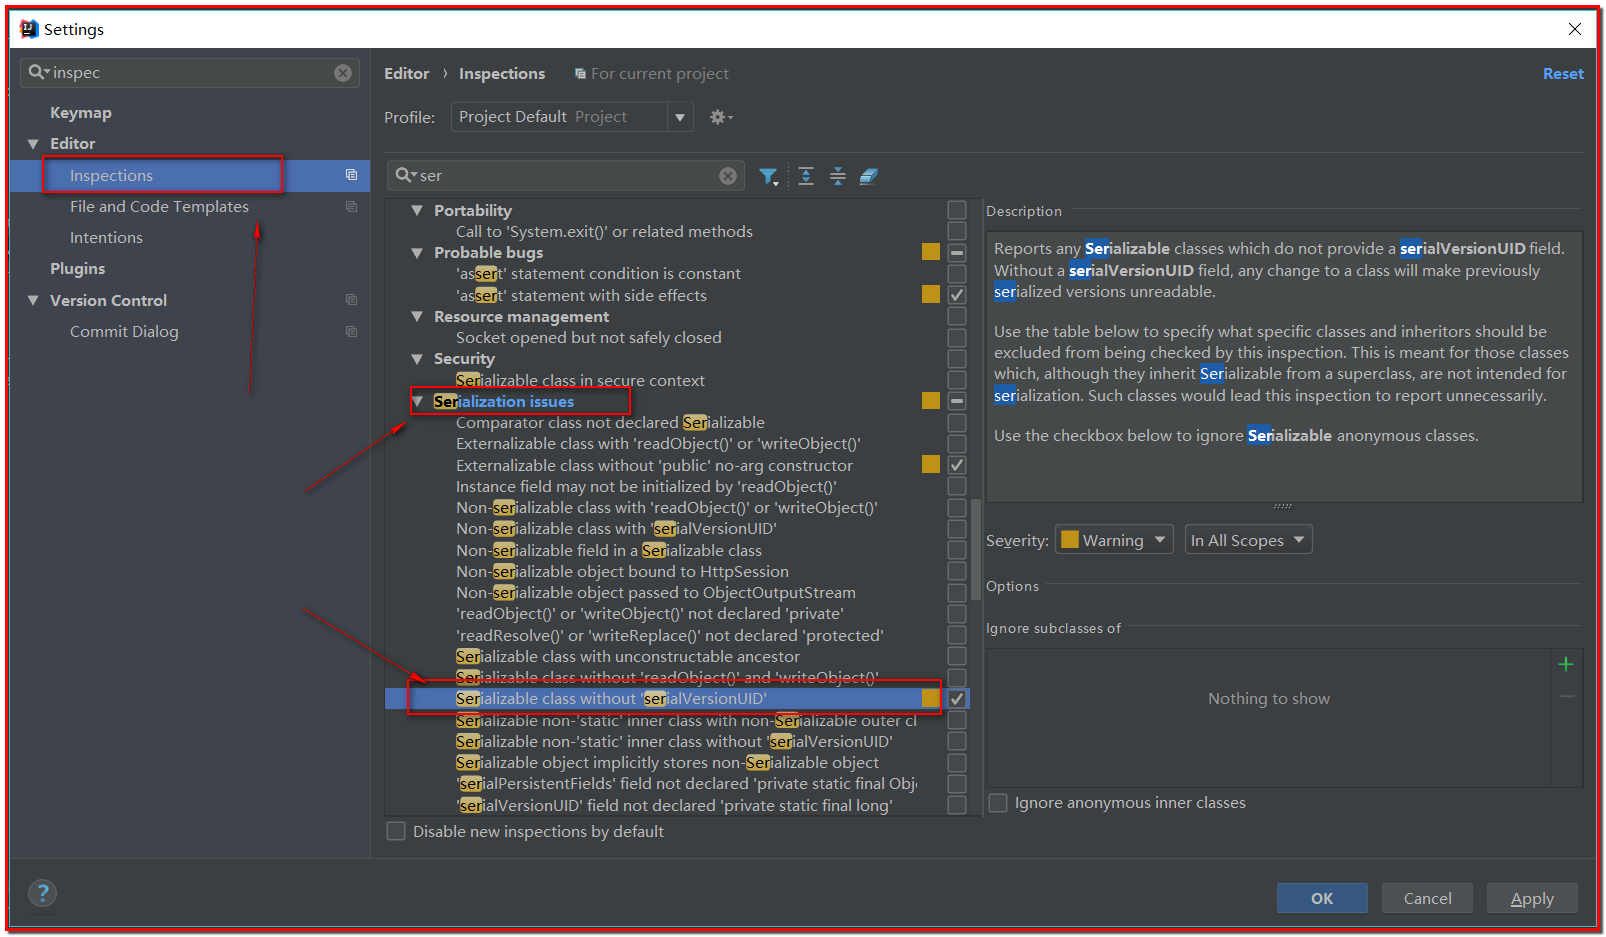 Settings
inspec
Keymap
Editor
Inspections
File and Code Templates
Intentions
Plugins
Version Control
Commit Dialog
Editor › Inspections For current project
Reset
Profile: Project Default Project
ser
Portability
Call to 'System.exit()' or related methods
Probable bugs
'assert' statement condition is constant
'assert' statement with side effects
Resource management
Socket opened but not safely closed
Security
Serializable class in secure context
Serialization issues
Comparator class not declared Serializable
Externalizable class with 'readObject()' or 'writeObject()'
Externalizable class without 'public' no-arg constructor
Instance field may not be initialized by 'readObject()'
Non-serializable class with 'readObject()' or 'writeObject()'
Non-serializable class with 'serialVersionUID'
Non-serializable field in a Serializable class
Non-serializable object bound to HttpSession
Non-serializable object passed to ObjectOutputStream
'readObject()' or 'writeObject()' not declared 'private'
'readResolve()' or 'writeReplace()' not declared 'protected'
Serializable class with unconstructable ancestor
Serializable class without 'readObject()' and 'writeObject()'
Serializable class without 'serialVersionUID'
Serializable non-'static' inner class with non-Serializable outer cl
Serializable non-'static' inner class without 'serialVersionUID'
Serializable object implicitly stores non-Serializable object
'serialPersistentFields' field not declared 'private static final Obj
'serialVersionUID' field not declared 'private static final long'
Disable new inspections by default
Description
Reports any Serializable classes which do not provide a serialVersionUID field.
Without a serialVersionUID field, any change to a class will make previously
serialized versions unreadable.
Use the table below to specify what specific classes and inheritors should be
excluded from being checked by this inspection. This is meant for those classes
which, although they inherit Serializable from a superclass, are not intended for
serialization. Such classes would lead this inspection to report unnecessarily.
Use the checkbox below to ignore Serializable anonymous classes.
Severity: Warning In All Scopes
Options
Ignore subclasses of
Nothing to show
Ignore anonymous inner classes
?
OK
Cancel
Apply